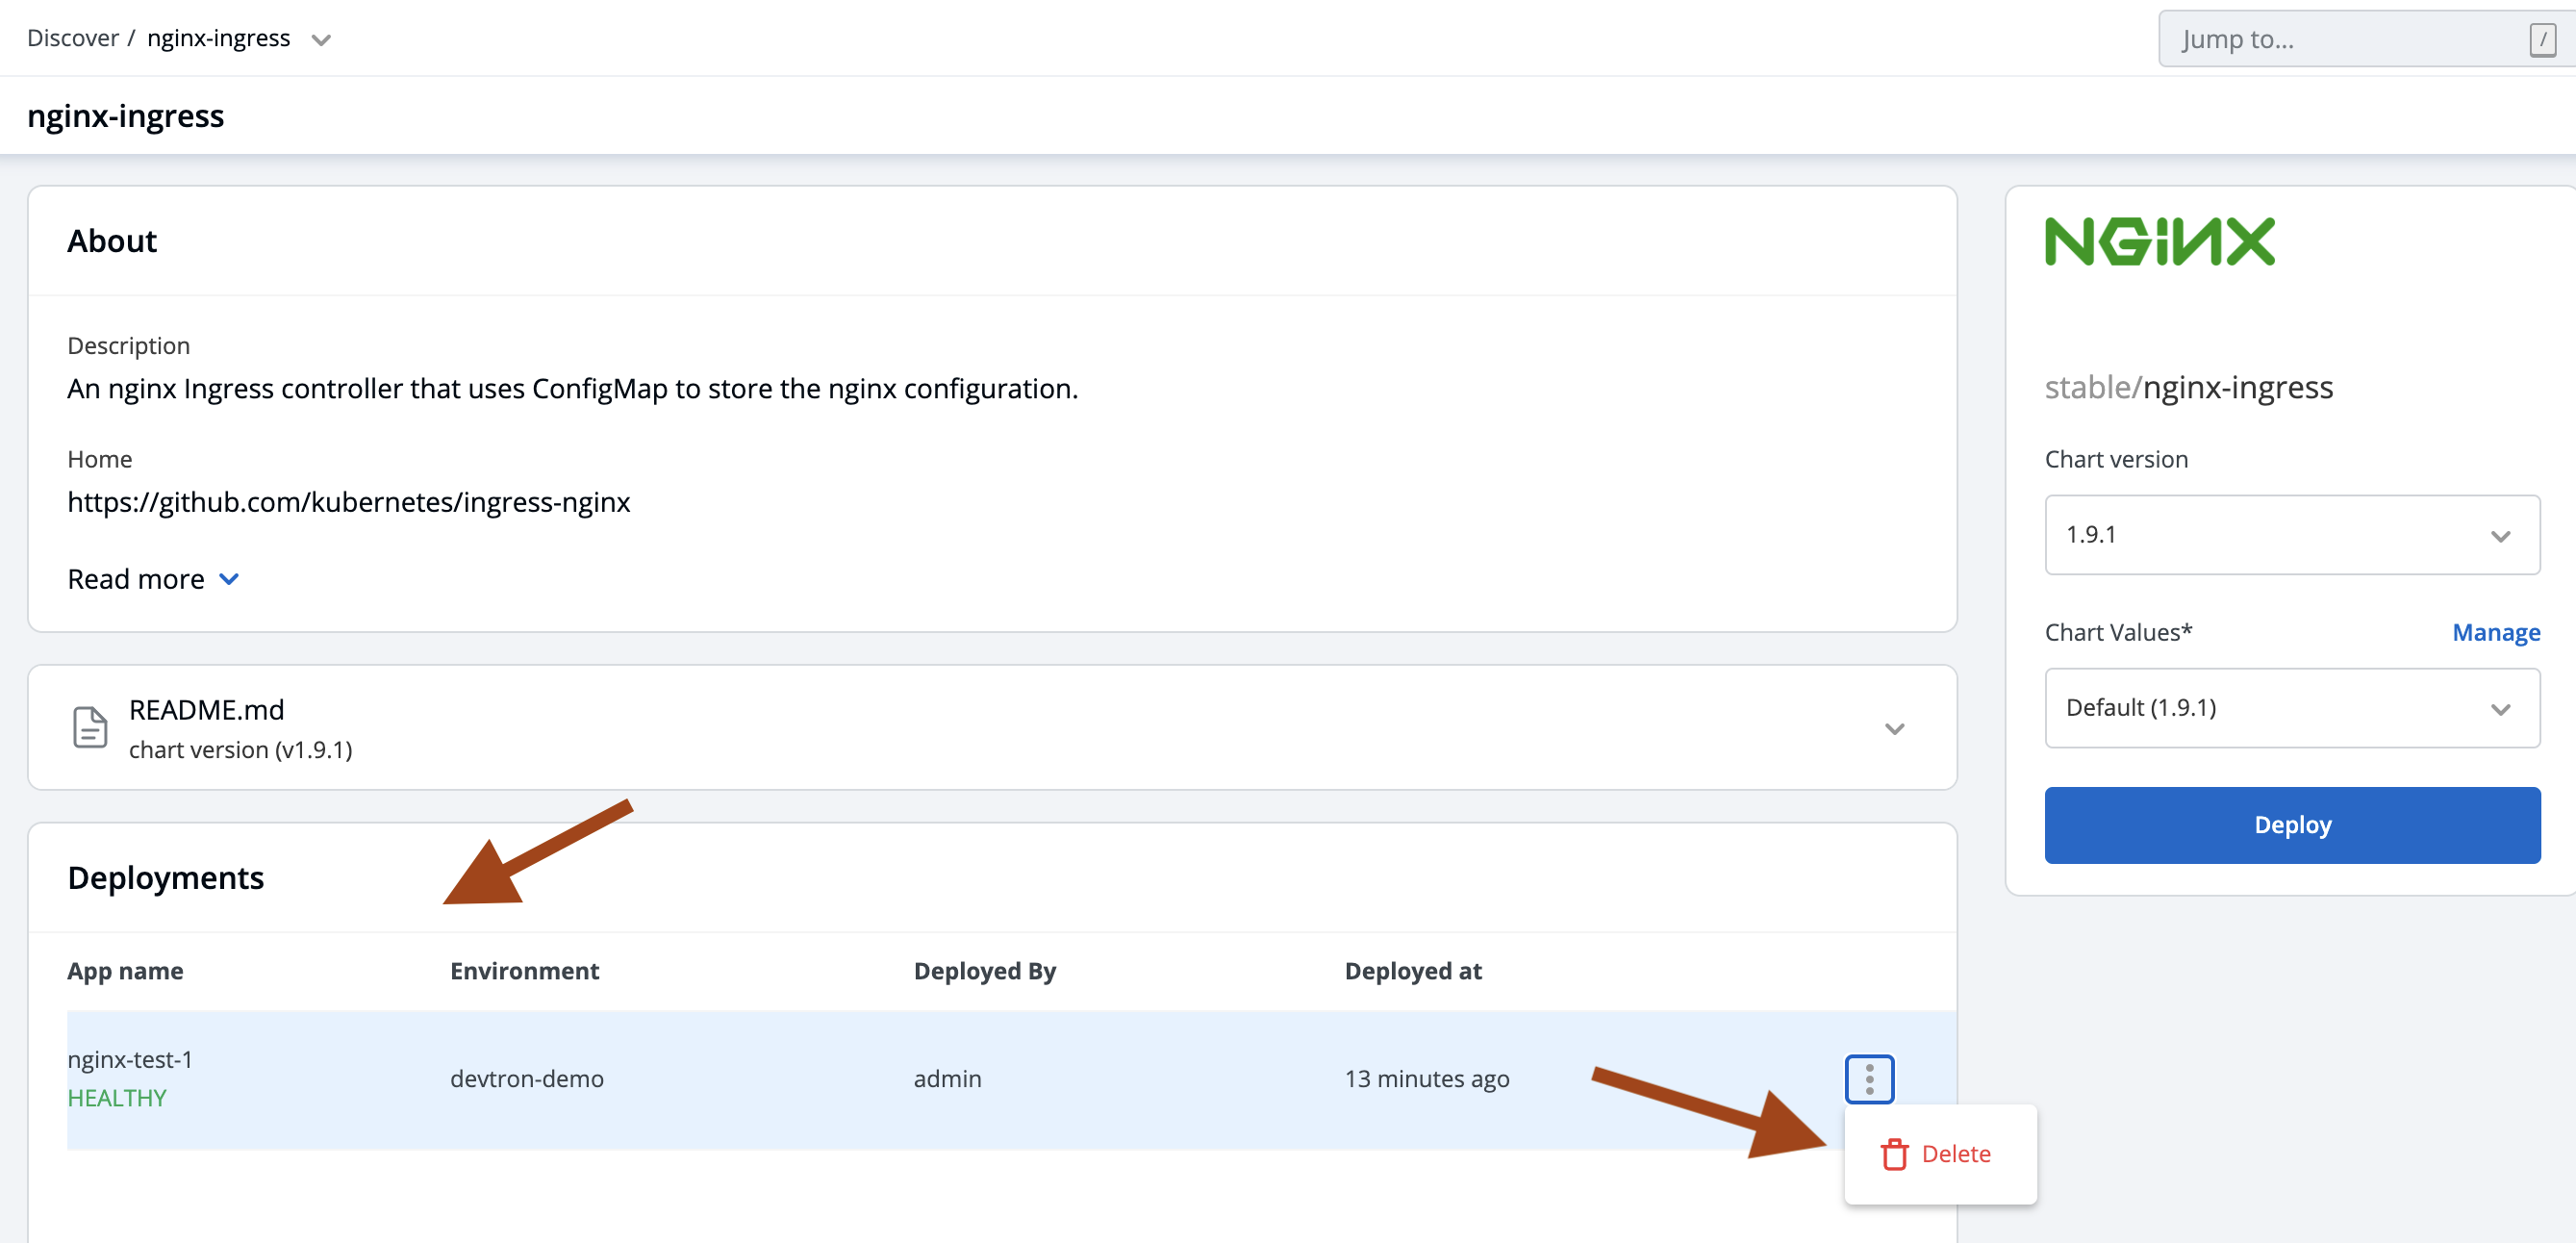 Discover / nginx-ingress
Jump to...
/
nginx-ingress
About
Description
An nginx Ingress controller that uses ConfigMap to store the nginx configuration.
Home
https://github.com/kubernetes/ingress-nginx
Read more
README.md
chart version (v1.9.1)
Deployments
App name Environment Deployed By Deployed at
nginx-test-1
HEALTHY
devtron-demo admin 13 minutes ago
Delete
NGINX
stable/nginx-ingress
Chart version
1.9.1
Chart Values* Manage
Default (1.9.1)
Deploy